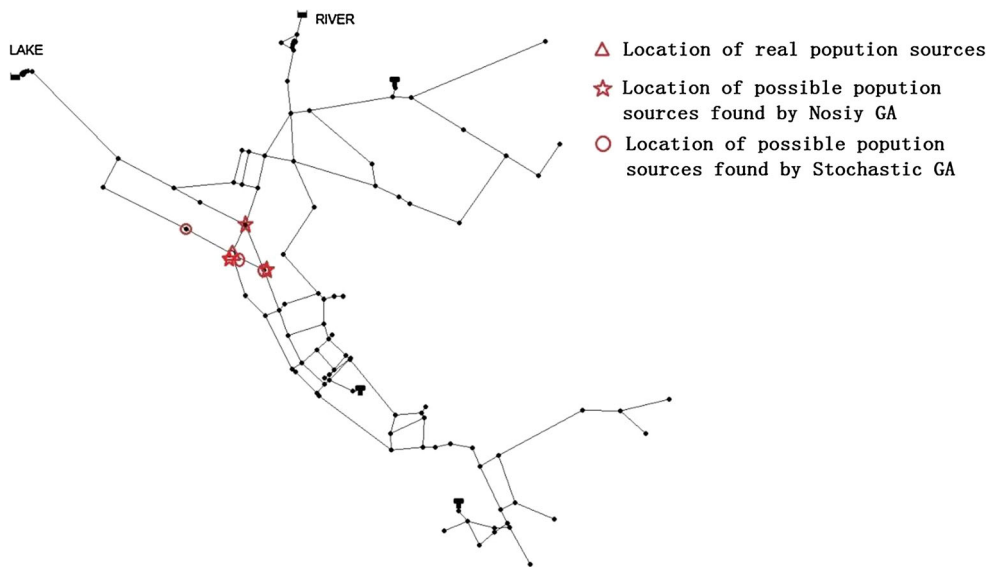 RIVER
LAKE
Location of real popution sources
Location of possible popution
sources found by Nosiy GA
Location of possible popution
sources found by Stochastic GA